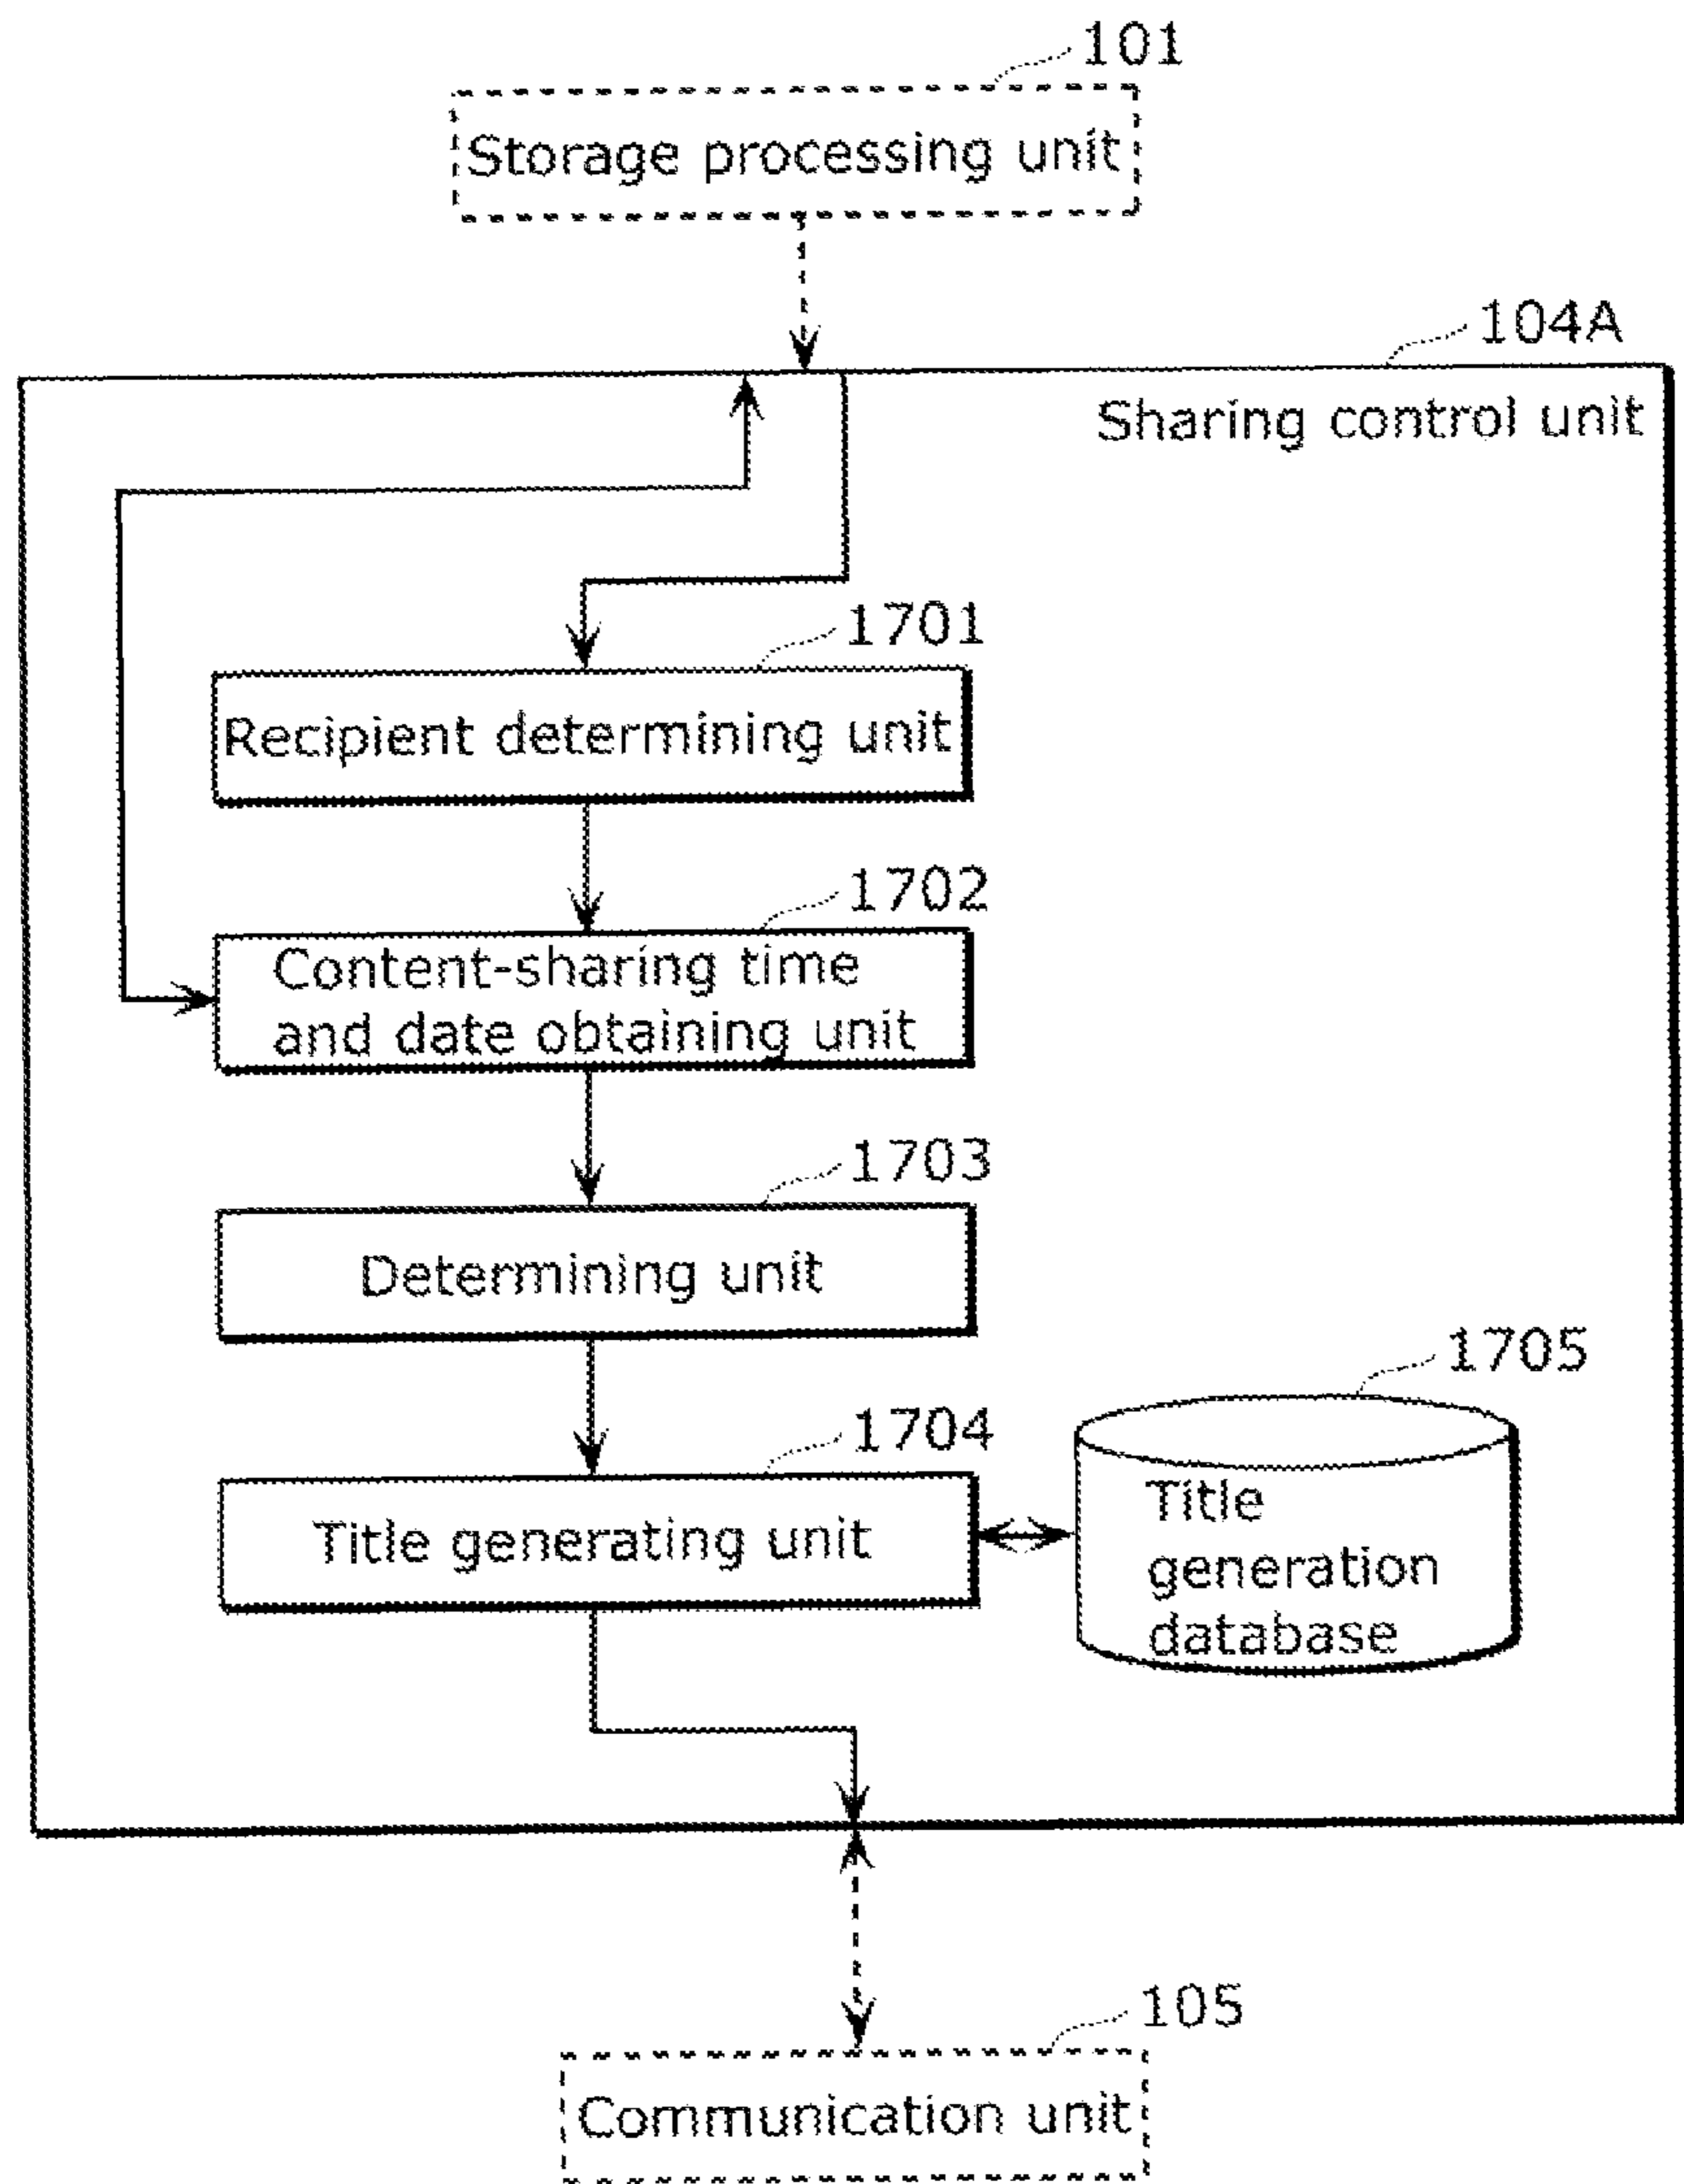 101
Storage processing unit
104A
Sharing control unit
1701
Recipient determining unit
1702
Content-sharing time
and date obtaining unit
1703
Determining unit
1704
Title generating unit
1705
Title
generation
database
105
Communication unit